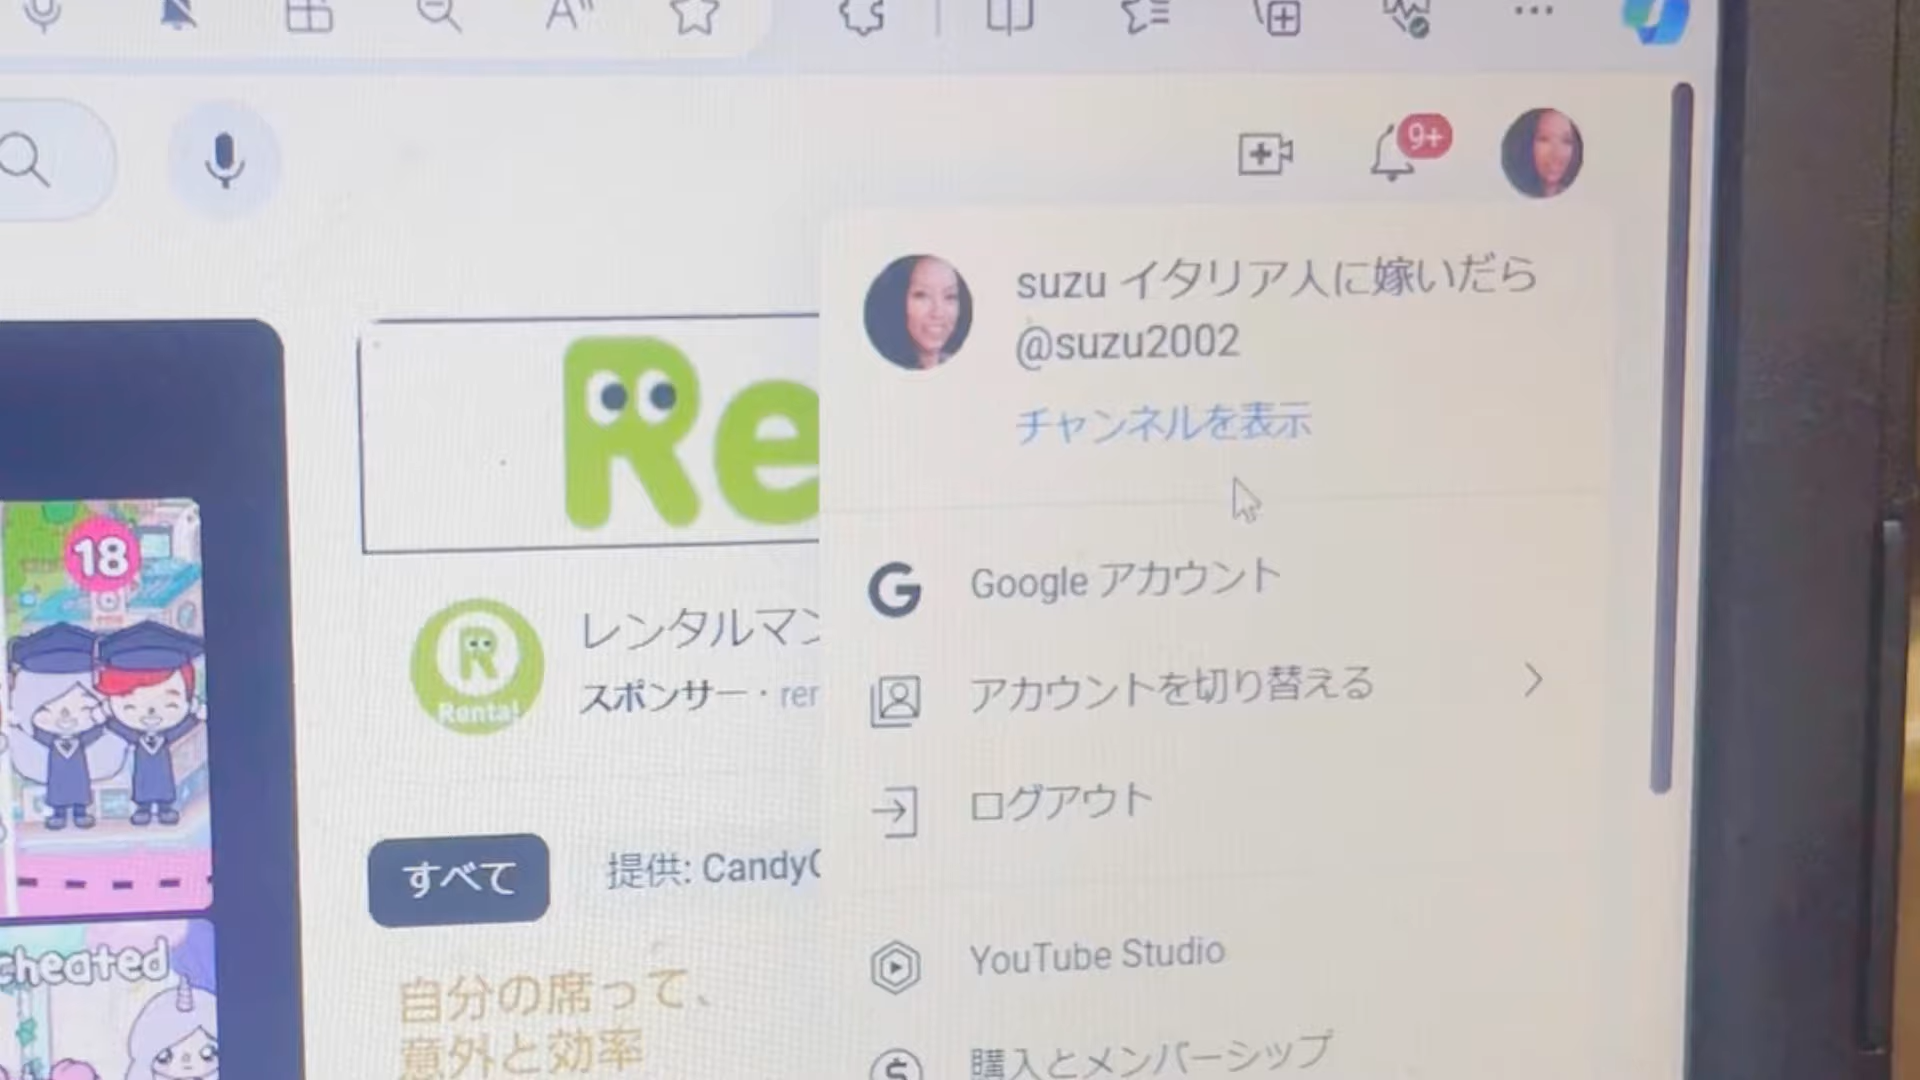 9+
suzu イタリア人に嫁いだら
@suzu2002
チャンネルを表示
Google アカウント
アカウントを切り替える
ログアウト
YouTube Studio
購入とメンバーシップ
Re
レンタルマン
スポンサー・ren
Renta!
すべて
提供: Candy
自分の席って、
意外と効率
18
cheated